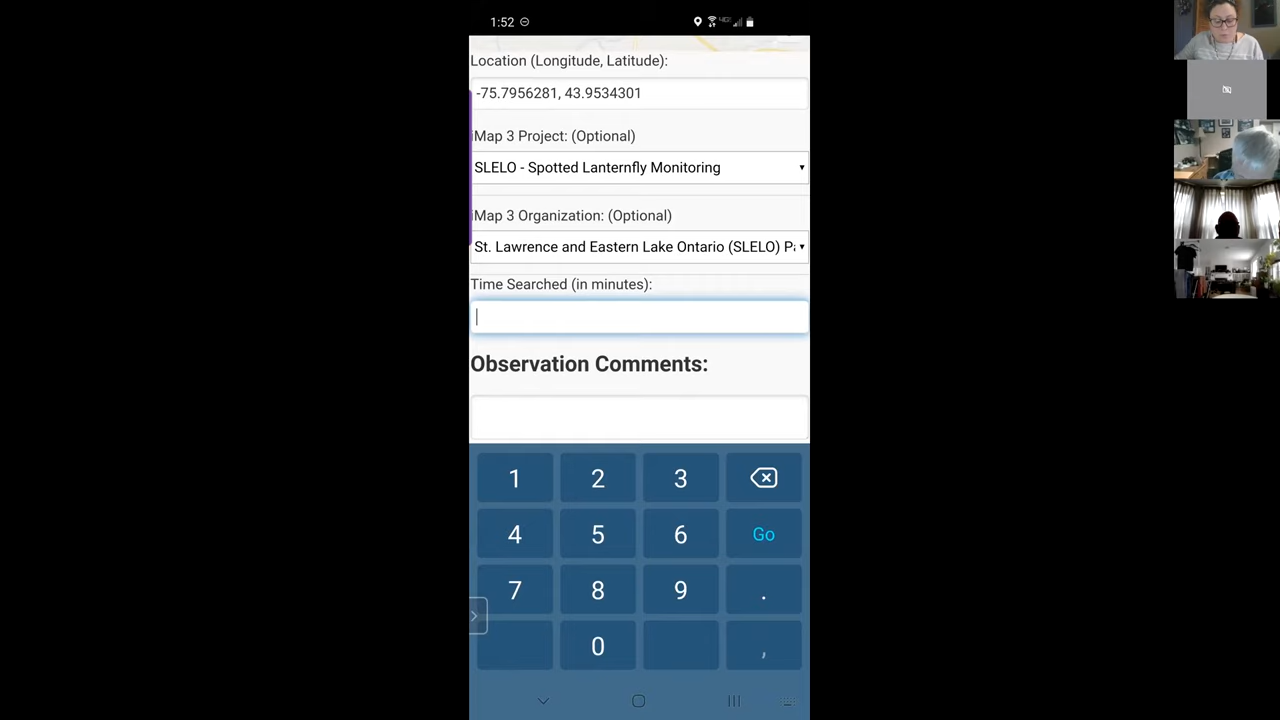 1:52
Location (Longitude, Latitude):
-75.7956281, 43.9534301
iMap 3 Project: (Optional)
SLELO - Spotted Lanternfly Monitoring
iMap 3 Organization: (Optional)
St. Lawrence and Eastern Lake Ontario (SLELO) Pa
Time Searched (in minutes):
Observation Comments:
1 2 3
4 5 6 Go
7 8 9 .
0 ,